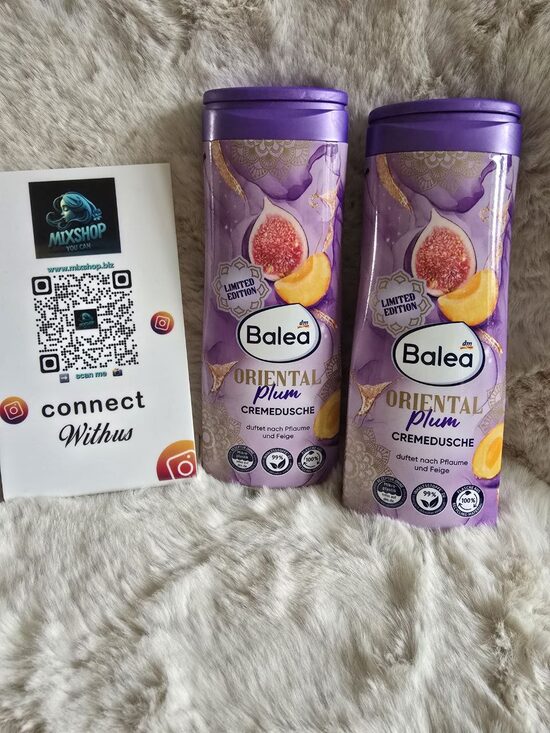 MIXSHOP
YOU CAN
www.mixshop.biz
scan me
connect
Withus
LIMITED
EDITION
dm
Balea
ORIENTAL
Plum
CREMEDUSCHE
duftet nach Pflaume
und Feige
99%
100%
LIMITED
EDITION
dm
Balea
ORIENTAL
Plum
CREMEDUSCHE
duftet nach Pflaume
und Feige
99%
100%